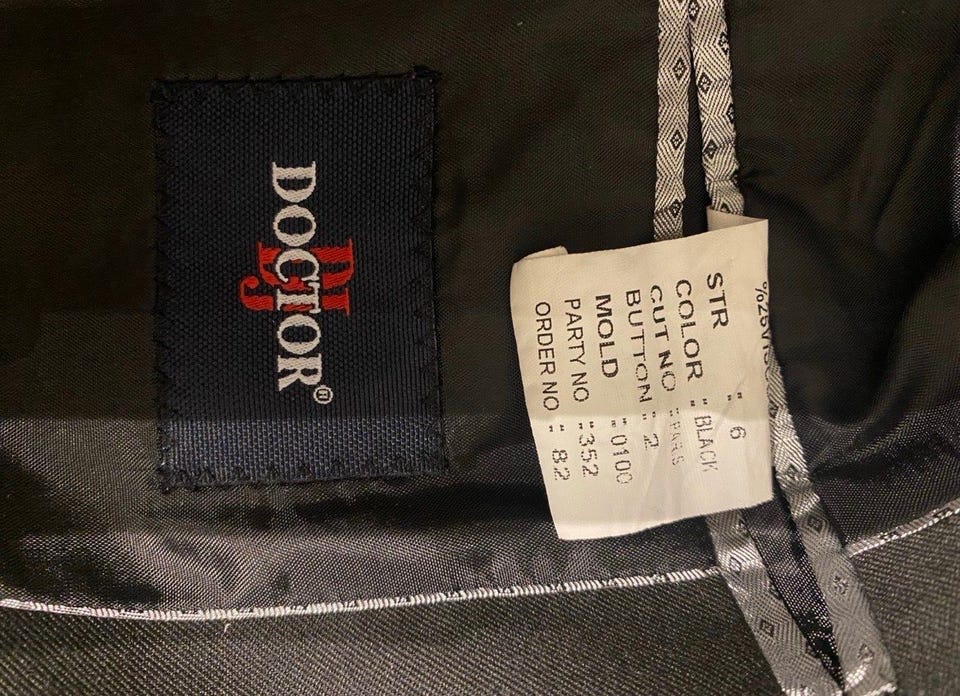 STR : 6
COLOR : BLACK
CUT NO :
BUTTON : 2
MOLD : 0100
PARTY NO : 352
ORDER NO : 82
DJ
DOCTOR®